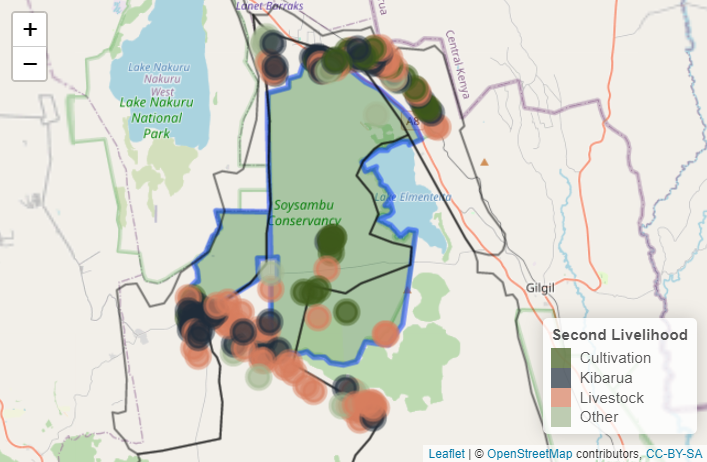 +
−
Lanet Barraks
rua
Central-Kenya
Lake Nakuru
Nakuru
West
Lake Nakuru
National
Park
A8
Lake Elmenteita
Soysambu
Conservancy
Gilgil
Second Livelihood
Cultivation
Kibarua
Livestock
Other
Leaflet | © OpenStreetMap contributors, CC-BY-SA